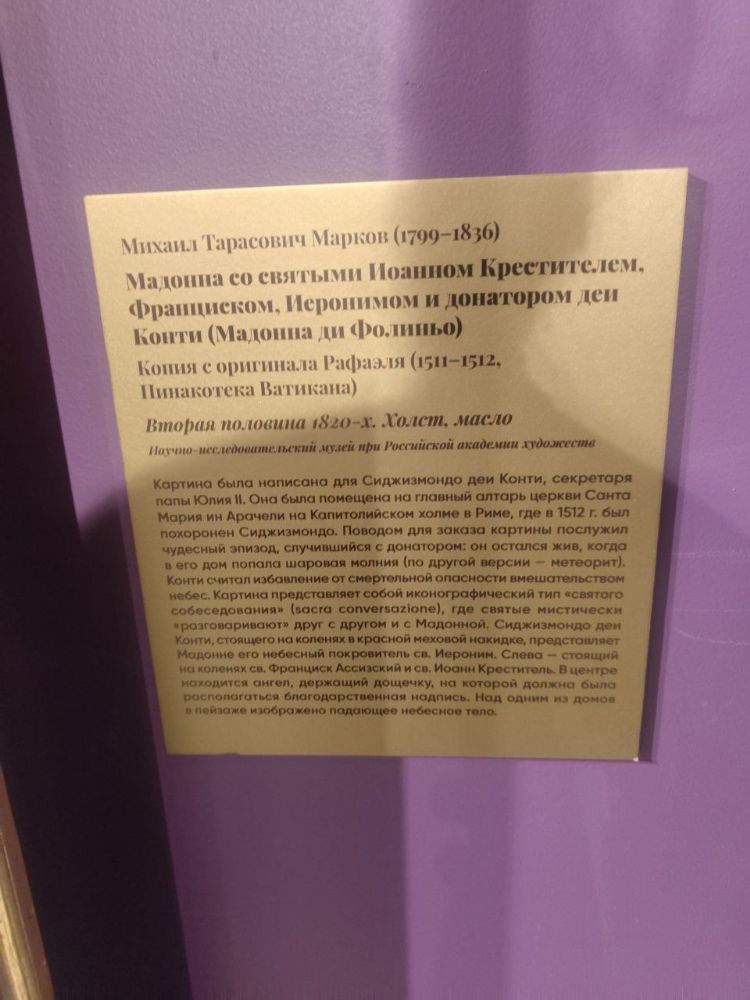 Михаил Тарасович Марков (1799–1836)
Мадонна со святыми Иоанном Крестителем,
Франциском, Иеронимом и донатором деи
Конти (Мадонна ди Фолиньо)
Копия с оригинала Рафаэля (1511–1512,
Пинакотека Ватикана)
Вторая половина 1820-х. Холст, масло
Научно-исследовательский музей при Российской академии художеств
Картина была написана для Сиджизмондо деи Конти, секретаря
папы Юлия II. Она была помещена на главный алтарь церкви Санта
Мария ин Арачели на Капитолийском холме в Риме, где в 1512 г. был
похоронен Сиджизмондо. Поводом для заказа картины послужил
чудесный эпизод, случившийся с донатором: он остался жив, когда
в его дом попала шаровая молния (по другой версии — метеорит).
Конти считал избавление от смертельной опасности вмешательством
небес. Картина представляет собой иконографический тип «святого
собеседования» (sacra conversazione), где святые мистически
«разговаривают» друг с другом и с Мадонной. Сиджизмондо деи
Конти, стоящего на коленях в красной меховой накидке, представляет
Мадонне его небесный покровитель св. Иероним. Слева — стоящий
на коленях св. Франциск Ассизский и св. Иоанн Креститель. В центре
находится ангел, держащий дощечку, на которой должна была
располагаться благодарственная надпись. Над одним из домов
в пейзаже изображено падающее небесное тело.